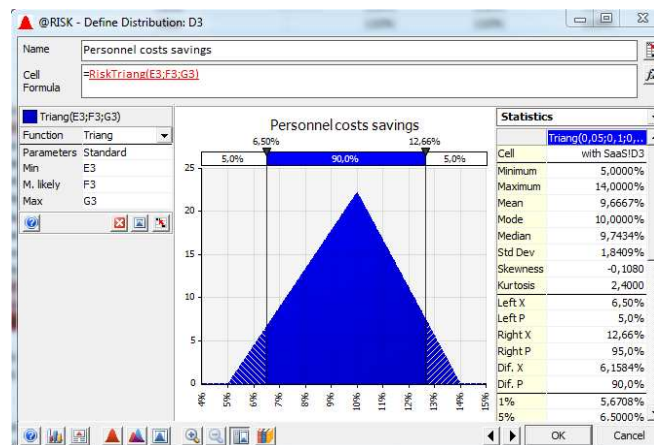 @RISK - Define Distribution: D3
Name
Personnel costs savings
Cell Formula
=RiskTriang(E3;F3;G3)
Triang(E3;F3;G3)
Function Triang
Parameters Standard
Min E3
M. likely F3
Max G3
Personnel costs savings
6,50% 12,66%
5,0% 90,0% 5,0%
25
20
15
10
5
0
4% 5% 6% 7% 8% 9% 10% 11% 12% 13% 14% 15%
Statistics
Triang(0,05;0,1;0,...
Cell with SaaS!D3
Minimum 5,0000%
Maximum 14,0000%
Mean 9,6667%
Mode 10,0000%
Median 9,7434%
Std Dev 1,8409%
Skewness -0,1080
Kurtosis 2,4000
Left X 6,50%
Left P 5,0%
Right X 12,66%
Right P 95,0%
Dif. X 6,1584%
Dif. P 90,0%
1% 5,6708%
5% 6,5000%
OK Cancel